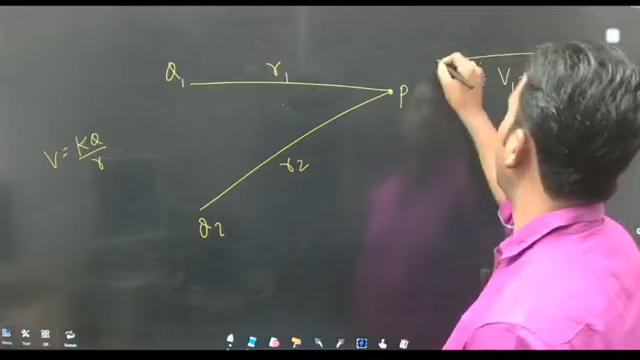 Q1 r1 P
V1
V = KQ/r
r2
Q2